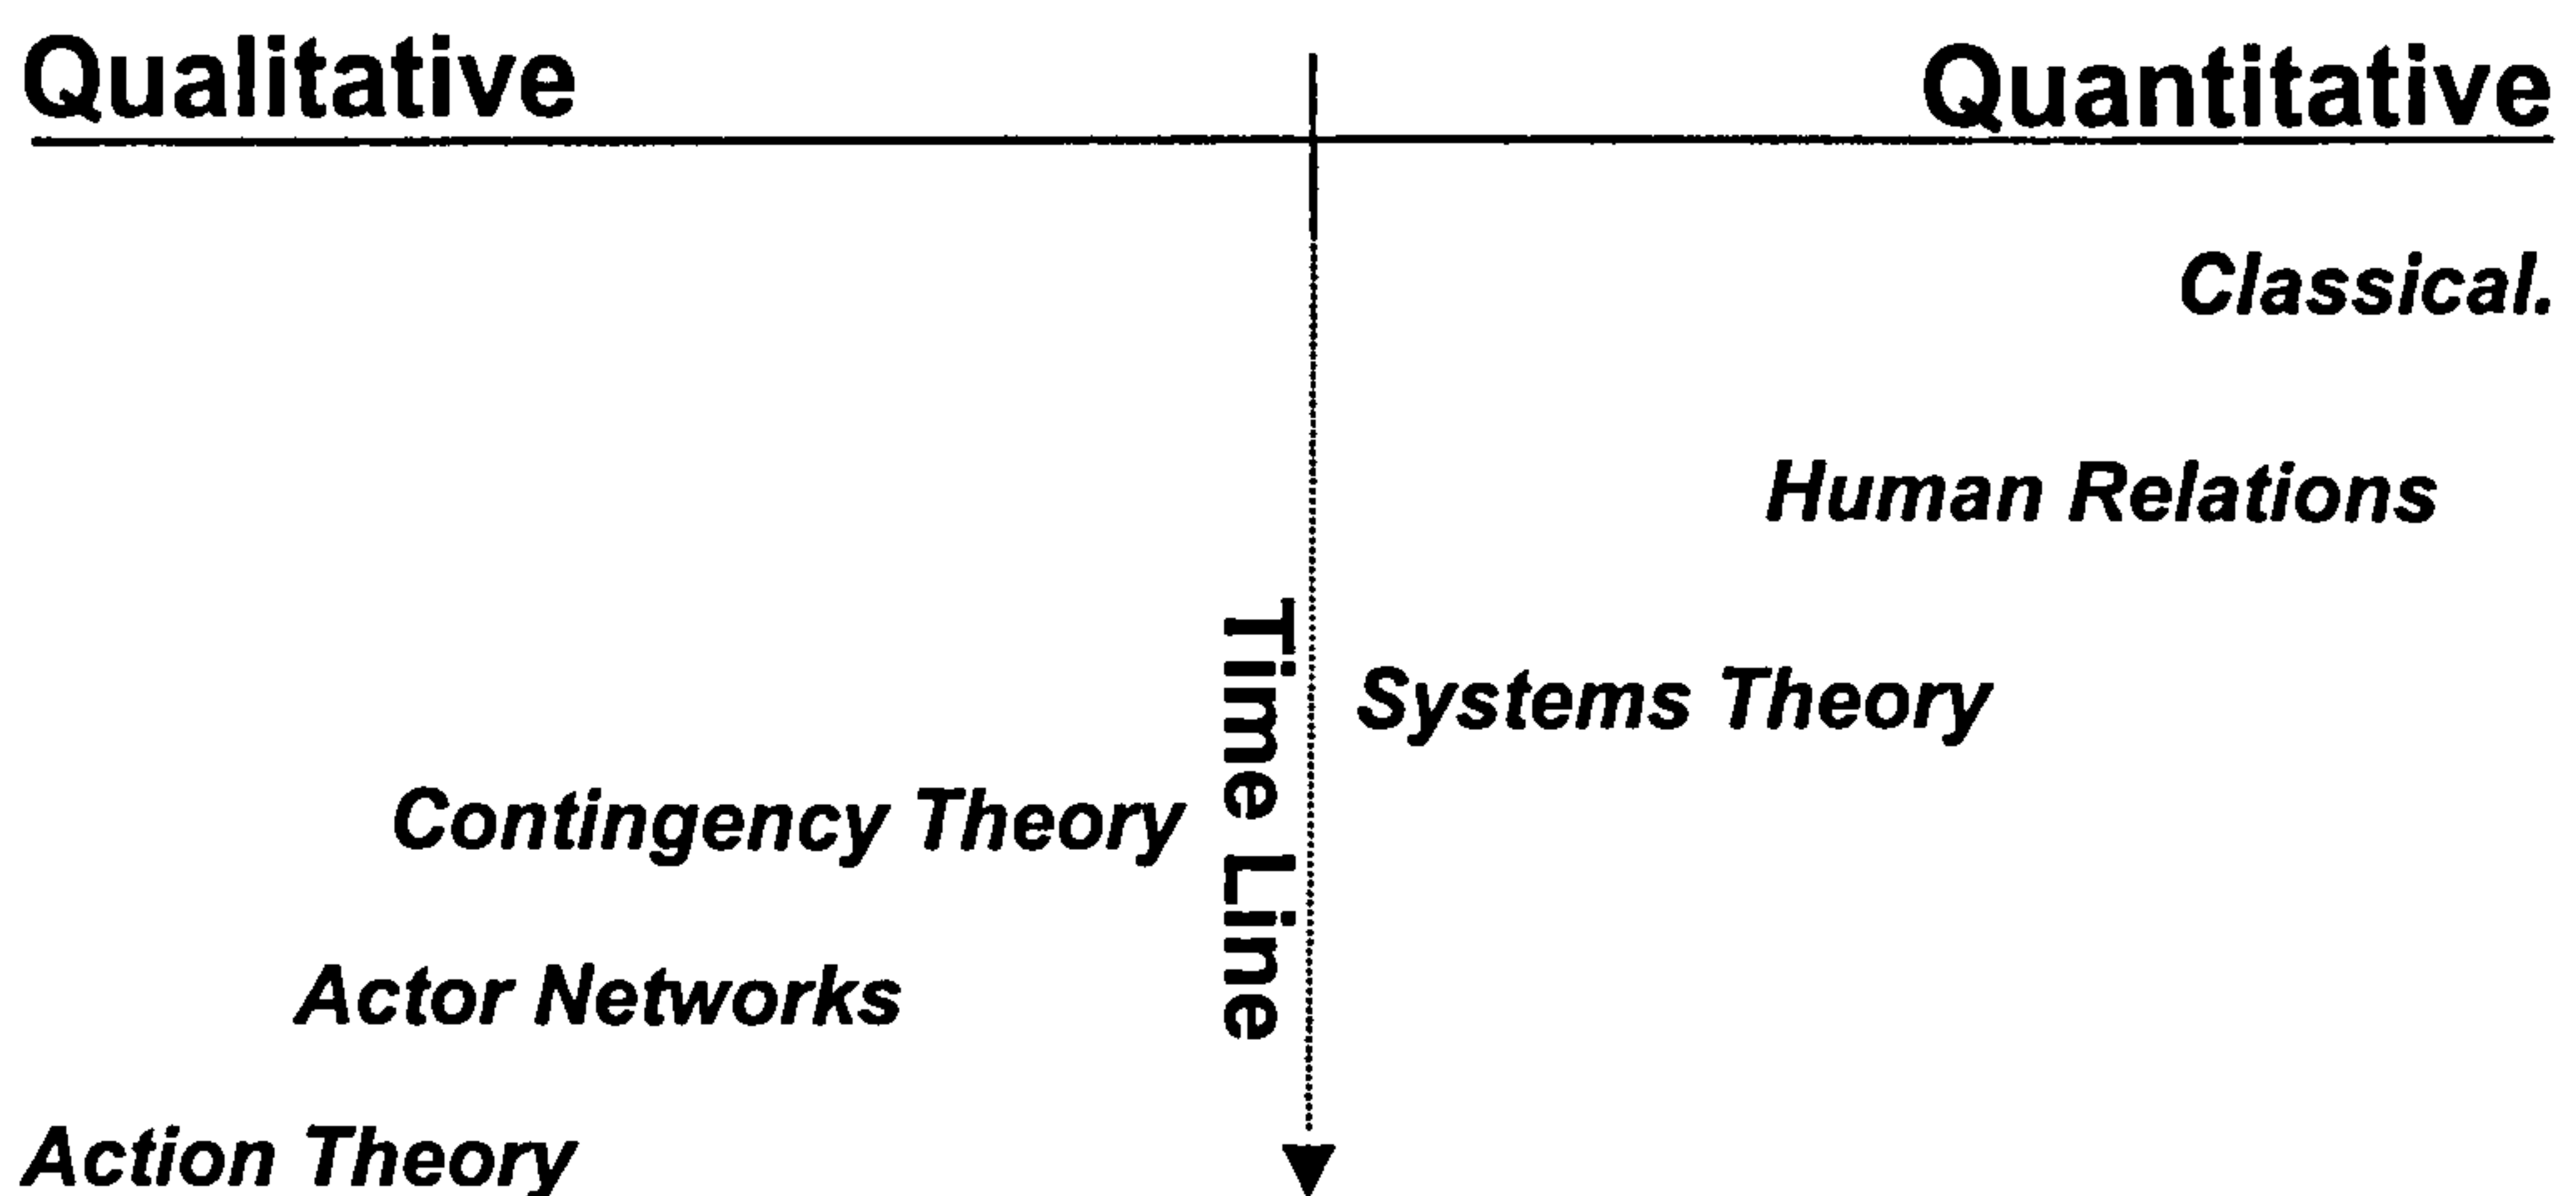 Qualitative
Quantitative
Classical.
Human Relations
Systems Theory
Time Line
Contingency Theory
Actor Networks
Action Theory